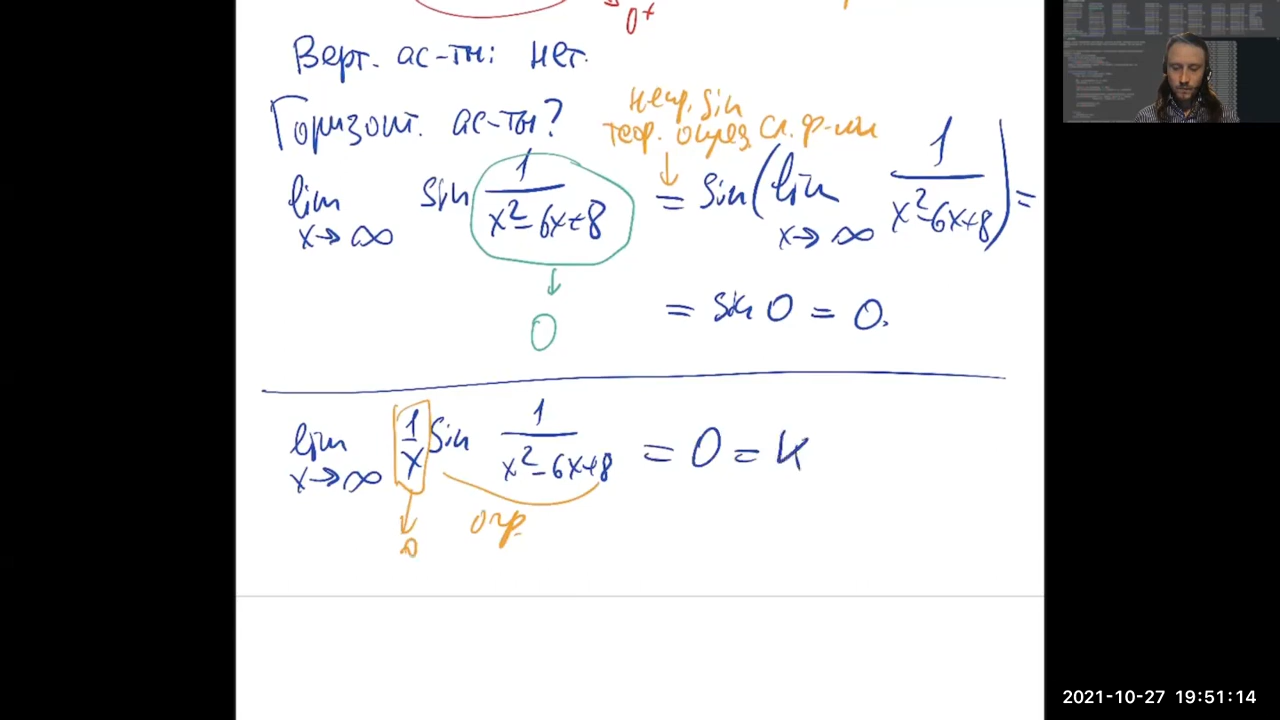 0+
Верт. ас-ты: нет.
Горизонт. ас-ты?
непр. sin
теор. о пред. сл. ф-ии
lim x→∞ sin 1/(x²-6x+8) = sin(lim x→∞ 1/(x²-6x+8)) =
0
= sin 0 = 0.
lim x→∞ 1/x sin 1/(x²-6x+8) = 0 = k
огр.
0
2021-10-27 19:51:14